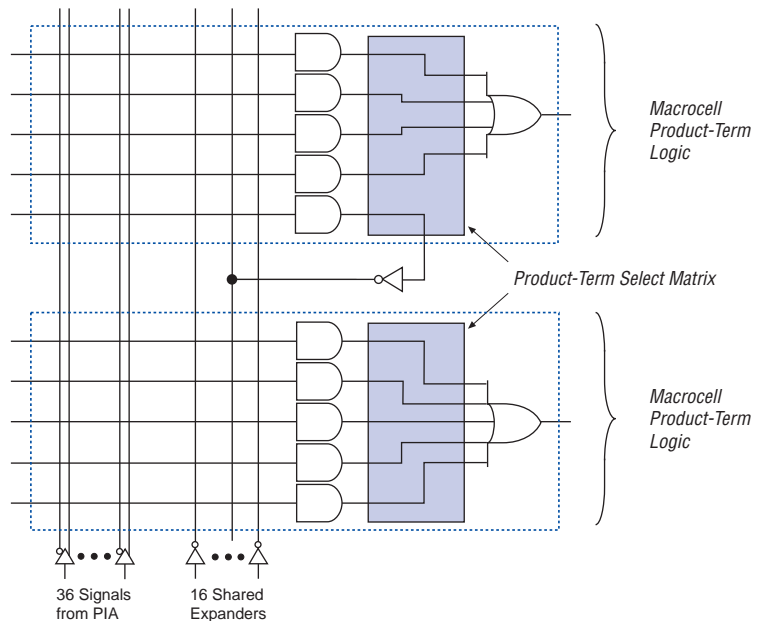 Macrocell
Product-Term
Logic
Product-Term Select Matrix
Macrocell
Product-Term
Logic
36 Signals
from PIA
16 Shared
Expanders